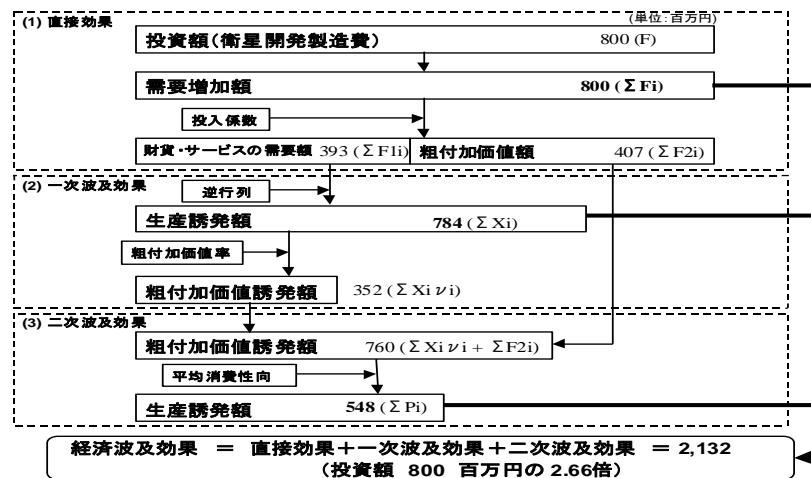 (単位:百万円)
(1) 直接効果
投資額(衛星開発製造費) 800 (F)
需要増加額 800 (ΣFi)
投入係数
財貨・サービスの需要額 393 (ΣF1i) 粗付加価値額 407 (ΣF2i)
(2) 一次波及効果
逆行列
生産誘発額 784 (ΣXi)
粗付加価値率
粗付加価値誘発額 352 (ΣXiνi)
(3) 二次波及効果
粗付加価値誘発額 760 (ΣXiνi + ΣF2i)
平均消費性向
生産誘発額 548 (ΣPi)
経済波及効果 = 直接効果+一次波及効果+二次波及効果 = 2,132
(投資額 800 百万円の 2.66倍)